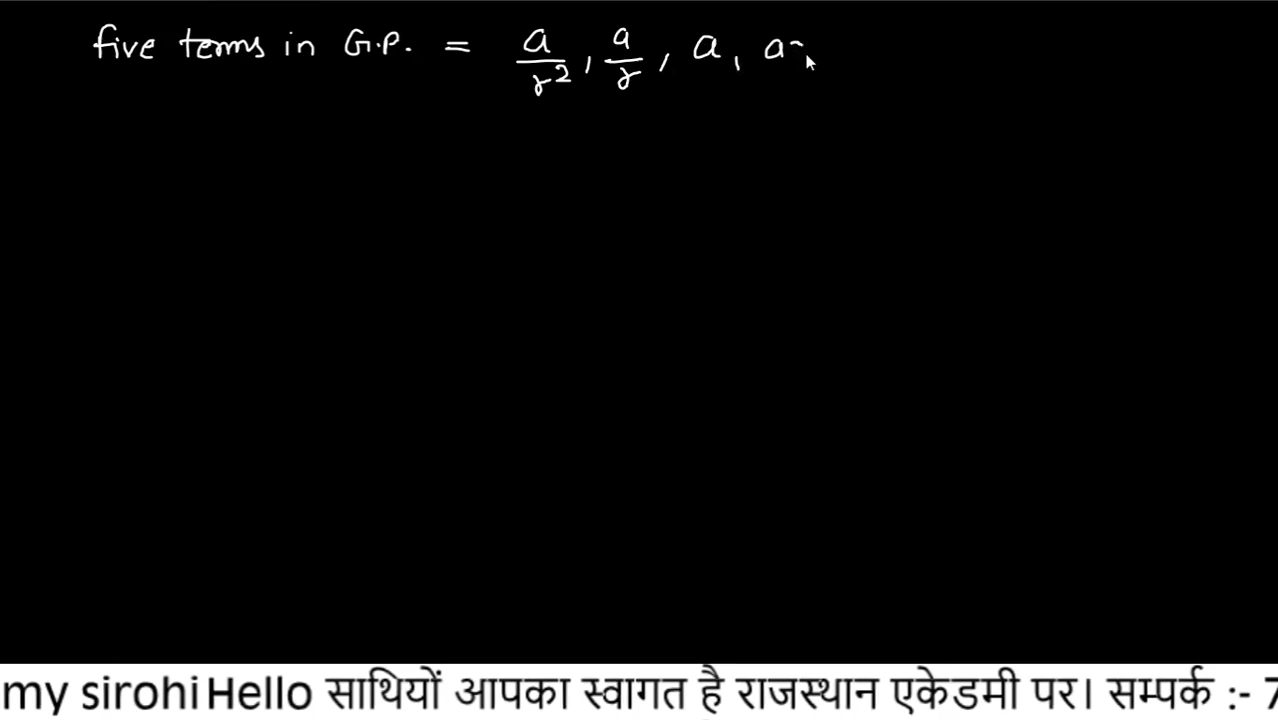 five terms in G.P. = a/r², a/r, a, a
my sirohi Hello साथियों आपका स्वागत है राजस्थान एकेडमी पर। सम्पर्क :- 7